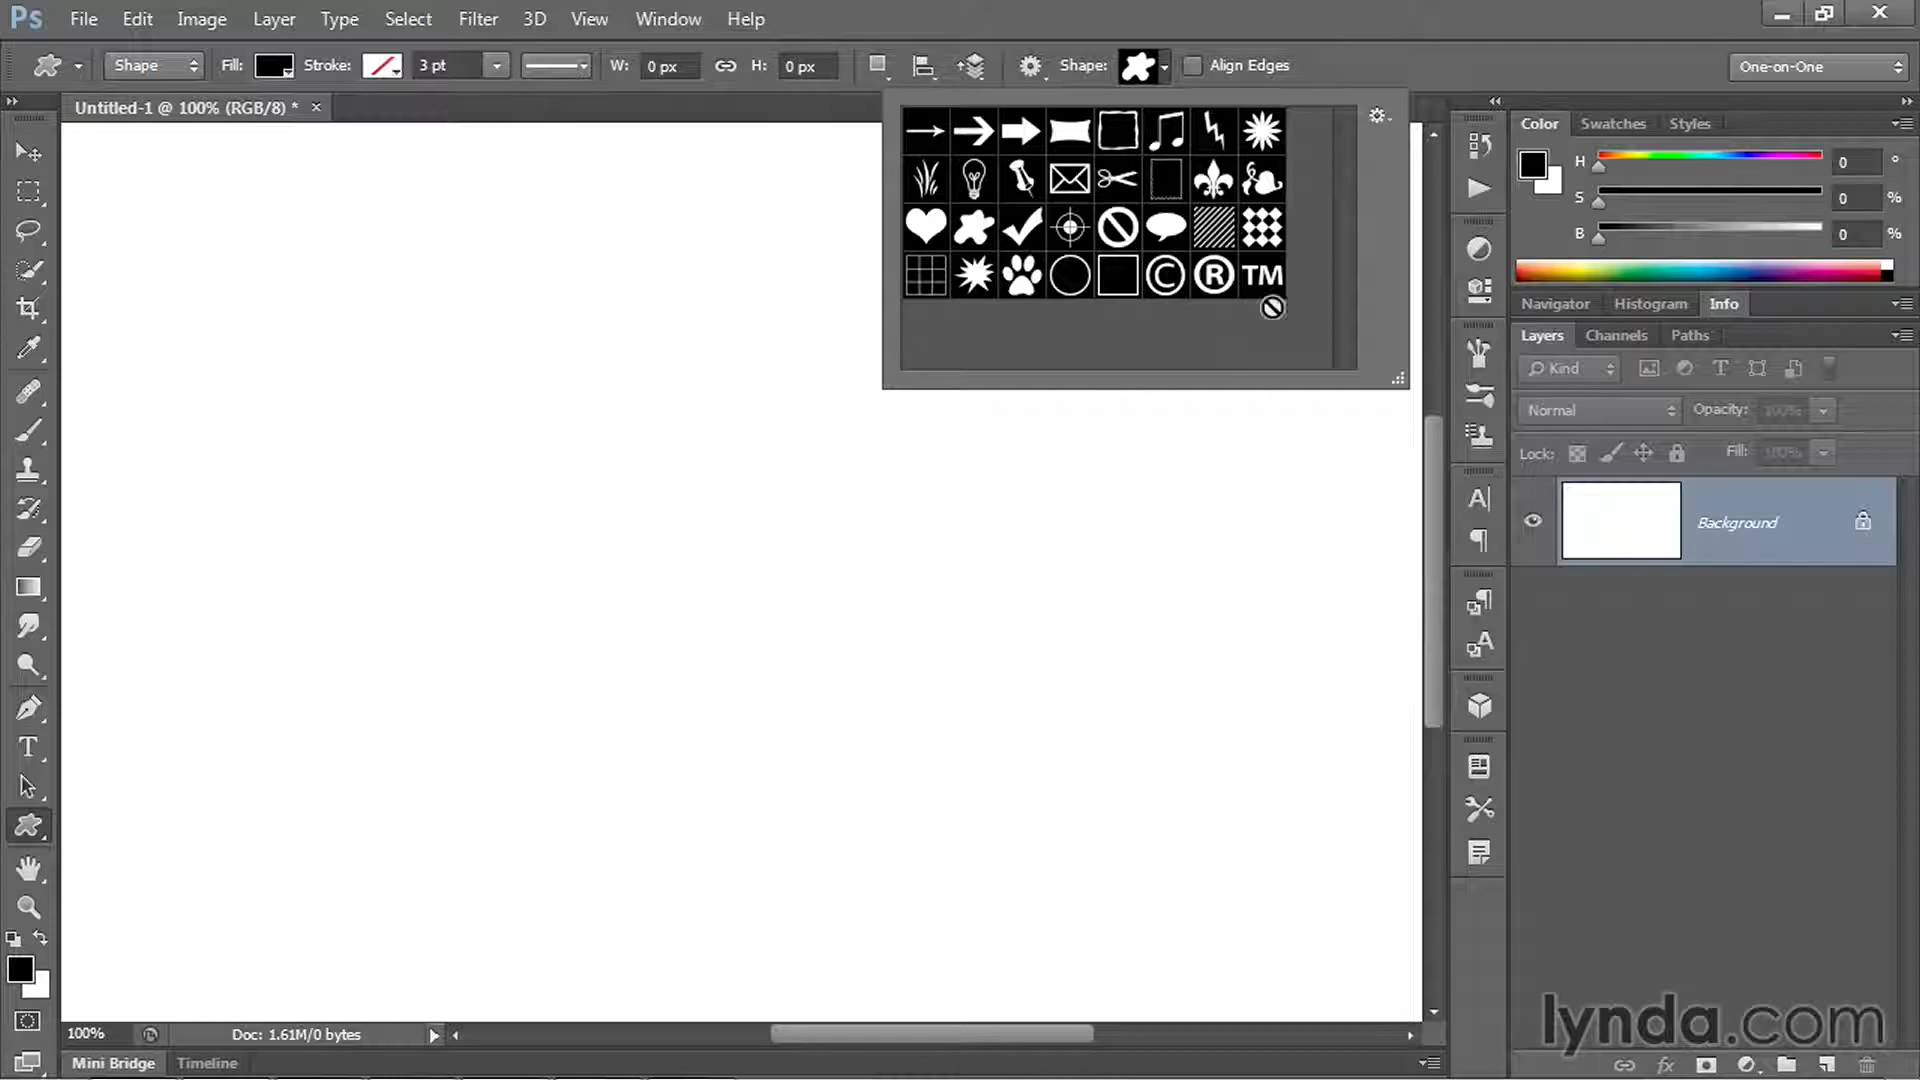 Ps File Edit Image Layer Type Select Filter 3D View Window Help
Shape Fill: Stroke: 3 pt W: 0 px H: 0 px Shape: Align Edges One-on-One
Untitled-1 @ 100% (RGB/8) * ×
Color Swatches Styles
H 0 °
S 0 %
B 0 %
© ® TM
Navigator Histogram Info
Layers Channels Paths
Kind
Normal Opacity: 100%
Lock: Fill: 100%
Background
100% Doc: 1.61M/0 bytes
Mini Bridge Timeline
lynda.com
fx